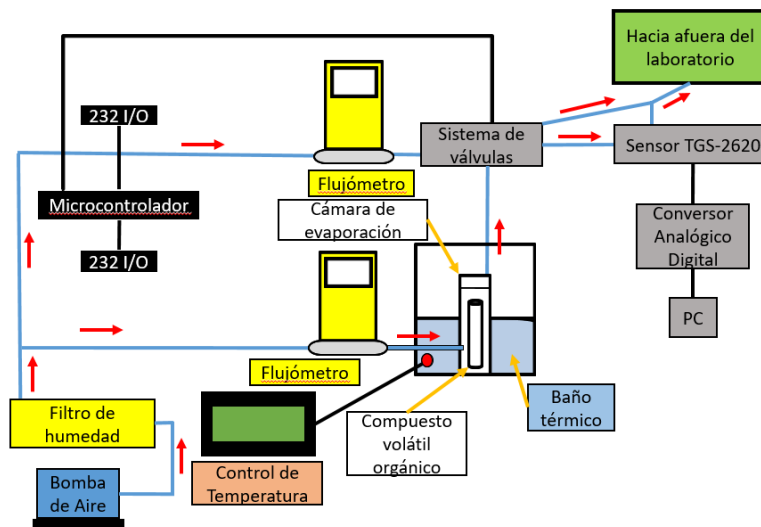 Hacia afuera del
laboratorio
232 I/O
Sistema de
válvulas
Sensor TGS-2620
Flujómetro
Microcontrolador
Cámara de
evaporación
Conversor
Analógico
Digital
232 I/O
PC
Flujómetro
Filtro de
humedad
Baño
térmico
Compuesto
volátil
orgánico
Control de
Temperatura
Bomba
de Aire